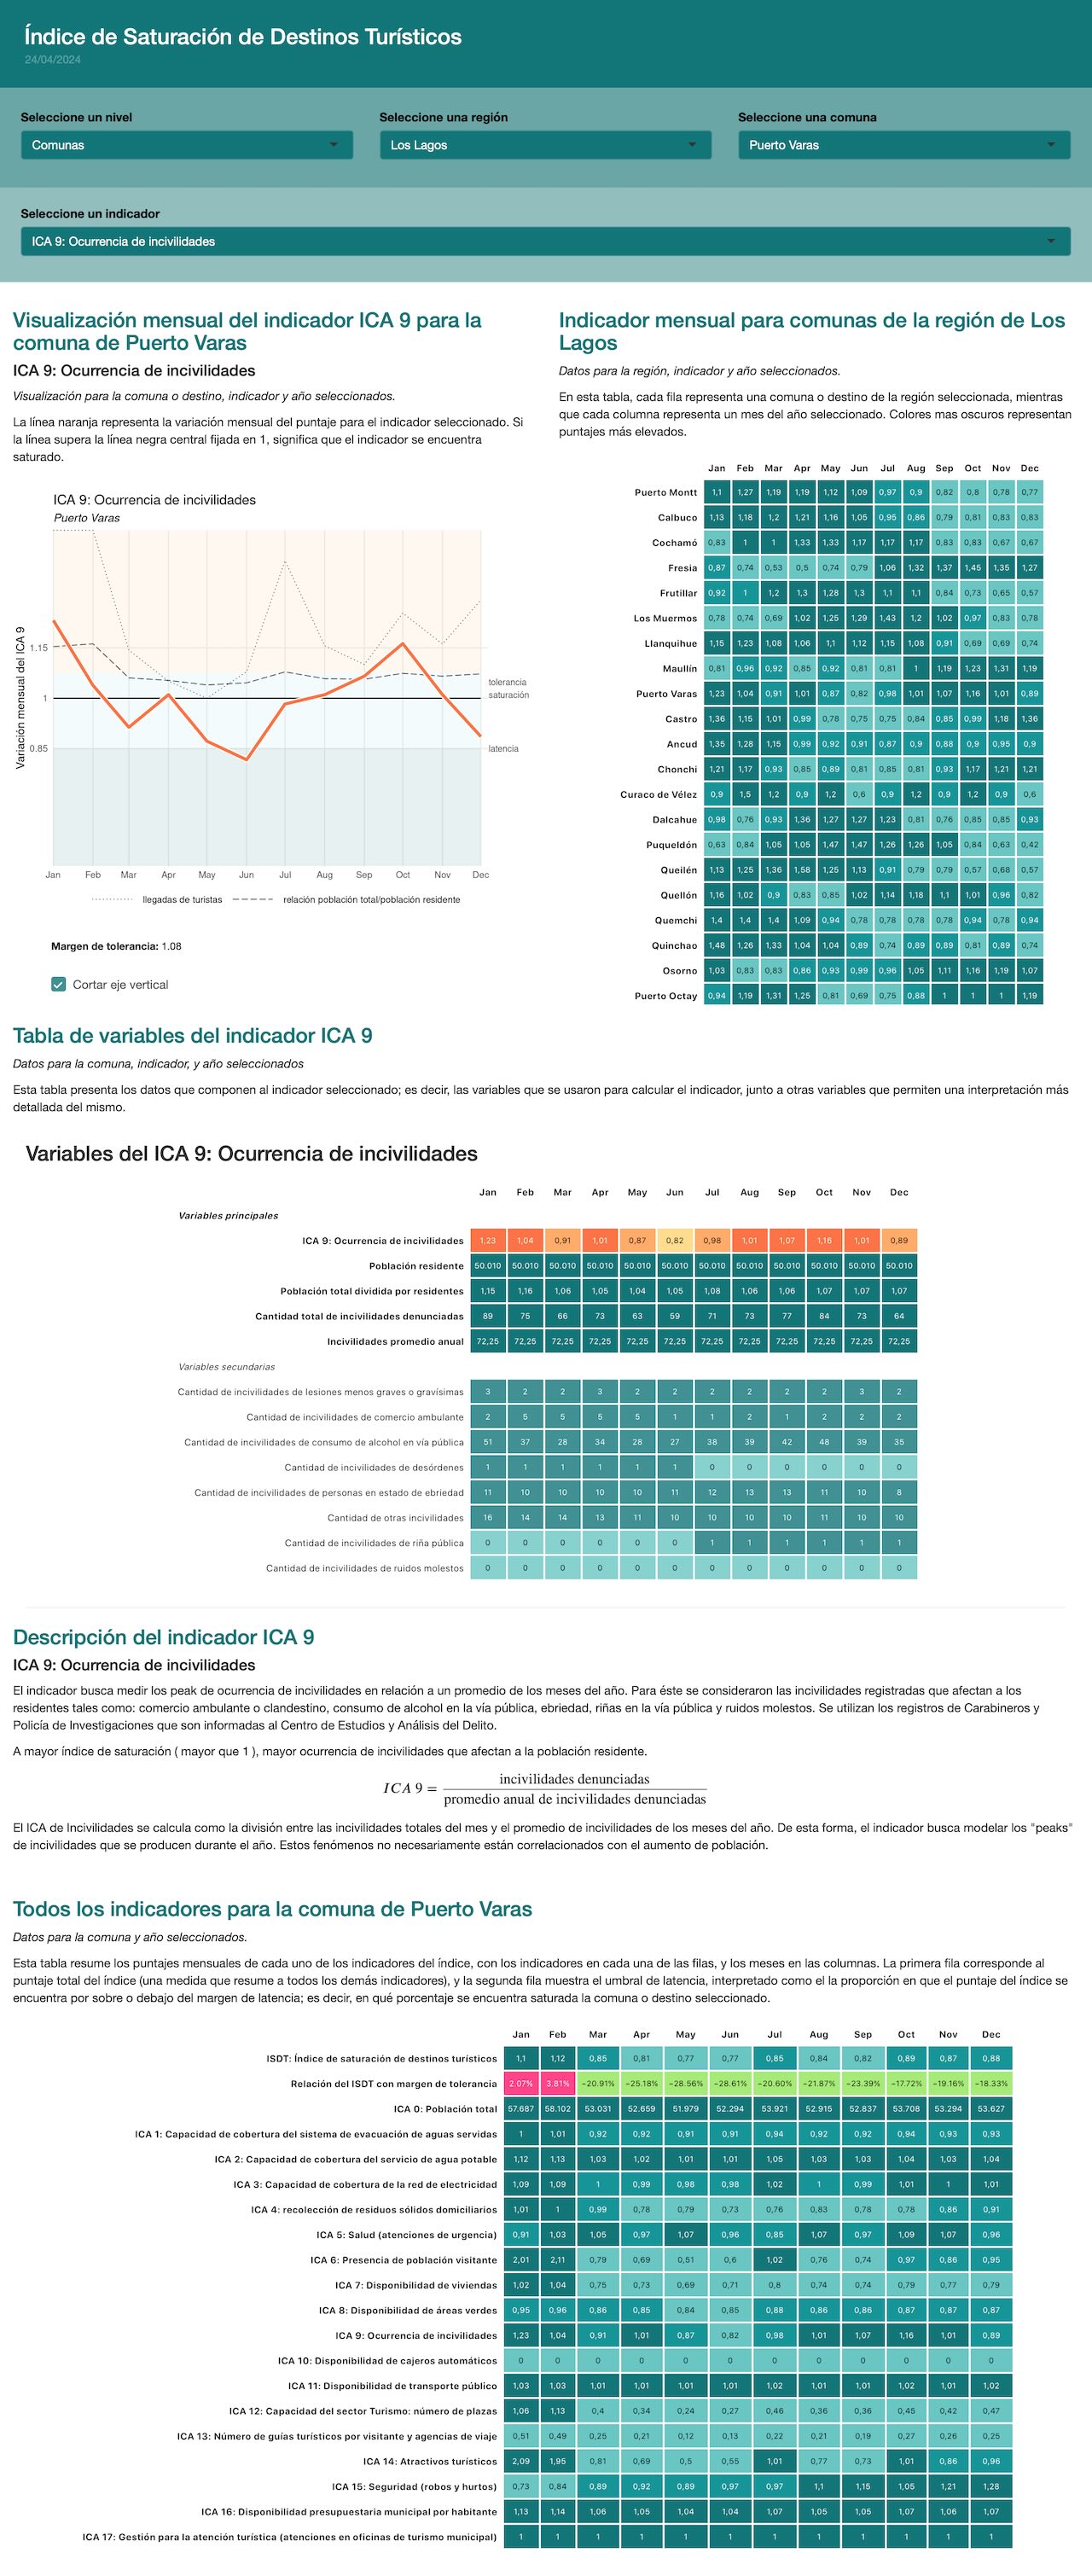 Índice de Saturación de Destinos Turísticos
24/04/2024
Seleccione un nivel
Comunas
Seleccione una región
Los Lagos
Seleccione una comuna
Puerto Varas
Seleccione un indicador
ICA 9: Ocurrencia de incivilidades
Visualización mensual del indicador ICA 9 para la
comuna de Puerto Varas
ICA 9: Ocurrencia de incivilidades
Visualización para la comuna o destino, indicador y año seleccionados.
La línea naranja representa la variación mensual del puntaje para el indicador seleccionado. Si
la línea supera la línea negra central fijada en 1, significa que el indicador se encuentra
saturado.
ICA 9: Ocurrencia de incivilidades
Puerto Varas
Variación mensual del ICA 9
1.15
1
0.85
tolerancia
saturación
latencia
Jan Feb Mar Apr May Jun Jul Aug Sep Oct Nov Dec
llegadas de turistas relación población total/población residente
Margen de tolerancia: 1.08
Cortar eje vertical
Indicador mensual para comunas de la región de Los
Lagos
Datos para la región, indicador y año seleccionados.
En esta tabla, cada fila representa una comuna o destino de la región seleccionada, mientras
que cada columna representa un mes del año seleccionado. Colores mas oscuros representan
puntajes más elevados.
Jan Feb Mar Apr May Jun Jul Aug Sep Oct Nov Dec
Puerto Montt 1,1 1,27 1,19 1,19 1,12 1,09 0,97 0,9 0,82 0,8 0,78 0,77
Calbuco 1,13 1,18 1,2 1,21 1,16 1,05 0,95 0,86 0,79 0,81 0,83 0,83
Cochamó 0,83 1 1 1,33 1,33 1,17 1,17 1,17 0,83 0,83 0,67 0,67
Fresia 0,87 0,74 0,53 0,5 0,74 0,79 1,06 1,32 1,37 1,45 1,35 1,27
Frutillar 0,92 1 1,2 1,3 1,28 1,3 1,1 1,1 0,84 0,73 0,65 0,57
Los Muermos 0,78 0,74 0,69 1,02 1,25 1,29 1,43 1,2 1,02 0,97 0,83 0,78
Llanquihue 1,15 1,23 1,08 1,06 1,1 1,12 1,15 1,08 0,91 0,69 0,69 0,74
Maullín 0,81 0,96 0,92 0,85 0,92 0,81 0,81 1 1,19 1,23 1,31 1,19
Puerto Varas 1,23 1,04 0,91 1,01 0,87 0,82 0,98 1,01 1,07 1,16 1,01 0,89
Castro 1,36 1,15 1,01 0,99 0,78 0,75 0,75 0,84 0,85 0,99 1,18 1,36
Ancud 1,35 1,28 1,15 0,99 0,92 0,91 0,87 0,9 0,88 0,9 0,95 0,9
Chonchi 1,21 1,17 0,93 0,85 0,89 0,81 0,85 0,81 0,93 1,17 1,21 1,21
Curaco de Vélez 0,9 1,5 1,2 0,9 1,2 0,6 0,9 1,2 0,9 1,2 0,9 0,6
Dalcahue 0,98 0,76 0,93 1,36 1,27 1,27 1,23 0,81 0,76 0,85 0,85 0,93
Puqueldón 0,63 0,84 1,05 1,05 1,47 1,47 1,26 1,26 1,05 0,84 0,63 0,42
Queilén 1,13 1,25 1,36 1,58 1,25 1,13 0,91 0,79 0,79 0,57 0,68 0,57
Quellón 1,16 1,02 0,9 0,83 0,85 1,02 1,14 1,18 1,1 1,01 0,96 0,82
Quemchi 1,4 1,4 1,4 1,09 0,94 0,78 0,78 0,78 0,78 0,94 0,78 0,94
Quinchao 1,48 1,26 1,33 1,04 1,04 0,89 0,74 0,89 0,89 0,81 0,89 0,74
Osorno 1,03 0,83 0,83 0,86 0,93 0,99 0,96 1,05 1,11 1,16 1,19 1,07
Puerto Octay 0,94 1,19 1,31 1,25 0,81 0,69 0,75 0,88 1 1 1 1,19
Tabla de variables del indicador ICA 9
Datos para la comuna, indicador, y año seleccionados
Esta tabla presenta los datos que componen al indicador seleccionado; es decir, las variables que se usaron para calcular el indicador, junto a otras variables que permiten una interpretación más
detallada del mismo.
Variables del ICA 9: Ocurrencia de incivilidades
Jan Feb Mar Apr May Jun Jul Aug Sep Oct Nov Dec
Variables principales
ICA 9: Ocurrencia de incivilidades 1,23 1,04 0,91 1,01 0,87 0,82 0,98 1,01 1,07 1,16 1,01 0,89
Población residente 50.010 50.010 50.010 50.010 50.010 50.010 50.010 50.010 50.010 50.010 50.010 50.010
Población total dividida por residentes 1,15 1,16 1,06 1,05 1,04 1,05 1,08 1,06 1,06 1,07 1,07 1,07
Cantidad total de incivilidades denunciadas 89 75 66 73 63 59 71 73 77 84 73 64
Incivilidades promedio anual 72,25 72,25 72,25 72,25 72,25 72,25 72,25 72,25 72,25 72,25 72,25 72,25
Variables secundarias
Cantidad de incivilidades de lesiones menos graves o gravísimas 3 2 2 3 2 2 2 2 2 2 3 2
Cantidad de incivilidades de comercio ambulante 2 5 5 5 5 1 1 2 1 2 2 2
Cantidad de incivilidades de consumo de alcohol en vía pública 51 37 28 34 28 27 38 39 42 48 39 35
Cantidad de incivilidades de desórdenes 1 1 1 1 1 1 0 0 0 0 0 0
Cantidad de incivilidades de personas en estado de ebriedad 11 10 10 10 10 11 12 13 13 11 10 8
Cantidad de otras incivilidades 16 14 14 13 11 10 10 10 10 11 10 10
Cantidad de incivilidades de riña pública 0 0 0 0 0 0 1 1 1 1 1 1
Cantidad de incivilidades de ruidos molestos 0 0 0 0 0 0 0 0 0 0 0 0
Descripción del indicador ICA 9
ICA 9: Ocurrencia de incivilidades
El indicador busca medir los peak de ocurrencia de incivilidades en relación a un promedio de los meses del año. Para éste se consideraron las incivilidades registradas que afectan a los
residentes tales como: comercio ambulante o clandestino, consumo de alcohol en la vía pública, ebriedad, riñas en la vía pública y ruidos molestos. Se utilizan los registros de Carabineros y
Policía de Investigaciones que son informadas al Centro de Estudios y Análisis del Delito.
A mayor índice de saturación ( mayor que 1 ), mayor ocurrencia de incivilidades que afectan a la población residente.
ICA 9 = incivilidades denunciadas
promedio anual de incivilidades denunciadas
El ICA de Incivilidades se calcula como la división entre las incivilidades totales del mes y el promedio de incivilidades de los meses del año. De esta forma, el indicador busca modelar los "peaks"
de incivilidades que se producen durante el año. Estos fenómenos no necesariamente están correlacionados con el aumento de población.
Todos los indicadores para la comuna de Puerto Varas
Datos para la comuna y año seleccionados.
Esta tabla resume los puntajes mensuales de cada uno de los indicadores del índice, con los indicadores en cada una de las filas, y los meses en las columnas. La primera fila corresponde al
puntaje total del índice (una medida que resume a todos los demás indicadores), y la segunda fila muestra el umbral de latencia, interpretado como el la proporción en que el puntaje del índice se
encuentra por sobre o debajo del margen de latencia; es decir, en qué porcentaje se encuentra saturada la comuna o destino seleccionado.
Jan Feb Mar Apr May Jun Jul Aug Sep Oct Nov Dec
ISDT: Índice de saturación de destinos turísticos 1,1 1,12 0,85 0,81 0,77 0,77 0,85 0,84 0,82 0,89 0,87 0,88
Relación del ISDT con margen de tolerancia 2.07% 3.81% −20.91% −25.18% −28.56% −28.61% −20.60% −21.87% −23.39% −17.72% −19.16% −18.33%
ICA 0: Población total 57.687 58.102 53.031 52.659 51.979 52.294 53.921 52.915 52.837 53.708 53.294 53.627
ICA 1: Capacidad de cobertura del sistema de evacuación de aguas servidas 1 1,01 0,92 0,92 0,91 0,91 0,94 0,92 0,92 0,94 0,93 0,93
ICA 2: Capacidad de cobertura del servicio de agua potable 1,12 1,13 1,03 1,02 1,01 1,01 1,05 1,03 1,03 1,04 1,03 1,04
ICA 3: Capacidad de cobertura de la red de electricidad 1,09 1,09 1 0,99 0,98 0,98 1,02 1 0,99 1,01 1 1,01
ICA 4: recolección de residuos sólidos domiciliarios 1,01 1 0,99 0,78 0,79 0,73 0,76 0,83 0,78 0,78 0,86 0,91
ICA 5: Salud (atenciones de urgencia) 0,91 1,03 1,05 0,97 1,07 0,96 0,85 1,07 0,97 1,09 1,07 0,96
ICA 6: Presencia de población visitante 2,01 2,11 0,79 0,69 0,51 0,6 1,02 0,76 0,74 0,97 0,86 0,95
ICA 7: Disponibilidad de viviendas 1,02 1,04 0,75 0,73 0,69 0,71 0,8 0,74 0,74 0,79 0,77 0,79
ICA 8: Disponibilidad de áreas verdes 0,95 0,96 0,86 0,85 0,84 0,85 0,88 0,86 0,86 0,87 0,87 0,87
ICA 9: Ocurrencia de incivilidades 1,23 1,04 0,91 1,01 0,87 0,82 0,98 1,01 1,07 1,16 1,01 0,89
ICA 10: Disponibilidad de cajeros automáticos 0 0 0 0 0 0 0 0 0 0 0 0
ICA 11: Disponibilidad de transporte público 1,03 1,03 1,01 1,01 1,01 1,01 1,02 1,01 1,01 1,02 1,01 1,02
ICA 12: Capacidad del sector Turismo: número de plazas 1,06 1,13 0,4 0,34 0,24 0,27 0,46 0,36 0,36 0,45 0,42 0,47
ICA 13: Número de guías turísticos por visitante y agencias de viaje 0,51 0,49 0,25 0,21 0,12 0,13 0,22 0,21 0,19 0,27 0,26 0,25
ICA 14: Atractivos turísticos 2,09 1,95 0,81 0,69 0,5 0,55 1,01 0,77 0,73 1,01 0,86 0,96
ICA 15: Seguridad (robos y hurtos) 0,73 0,84 0,89 0,92 0,89 0,97 0,97 1,1 1,15 1,05 1,21 1,28
ICA 16: Disponibilidad presupuestaria municipal por habitante 1,13 1,14 1,06 1,05 1,04 1,04 1,07 1,05 1,05 1,07 1,06 1,07
ICA 17: Gestión para la atención turística (atenciones en oficinas de turismo municipal) 1 1 1 1 1 1 1 1 1 1 1 1